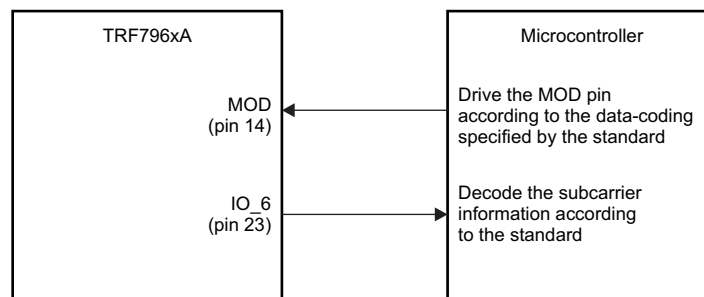 TRF796xA
Microcontroller
MOD
(pin 14)
Drive the MOD pin
according to the data-coding
specified by the standard
IO_6
(pin 23)
Decode the subcarrier
information according
to the standard